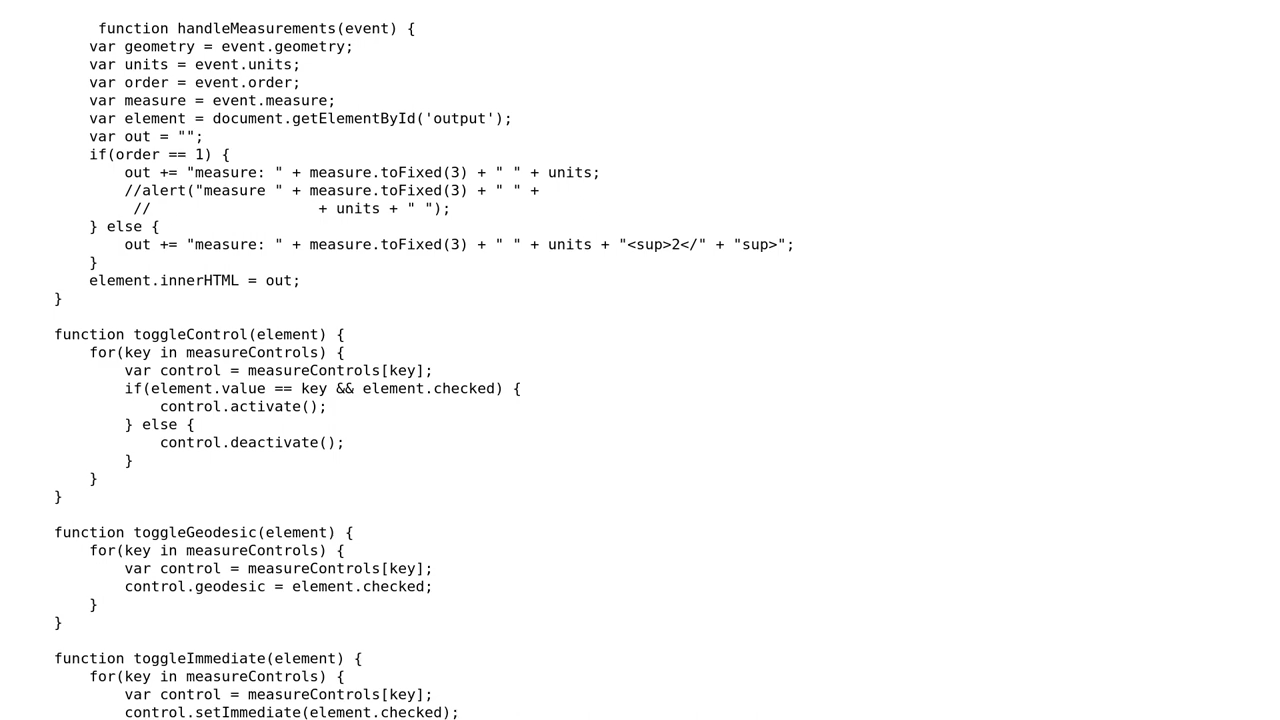 function handleMeasurements(event) {
    var geometry = event.geometry;
    var units = event.units;
    var order = event.order;
    var measure = event.measure;
    var element = document.getElementById('output');
    var out = "";
    if(order == 1) {
        out += "measure: " + measure.toFixed(3) + " " + units;
        //alert("measure " + measure.toFixed(3) + " " +
         //                   + units + " ");
    } else {
        out += "measure: " + measure.toFixed(3) + " " + units + "<sup>2</" + "sup>";
    }
    element.innerHTML = out;
}

function toggleControl(element) {
    for(key in measureControls) {
        var control = measureControls[key];
        if(element.value == key && element.checked) {
            control.activate();
        } else {
            control.deactivate();
        }
    }
}

function toggleGeodesic(element) {
    for(key in measureControls) {
        var control = measureControls[key];
        control.geodesic = element.checked;
    }
}

function toggleImmediate(element) {
    for(key in measureControls) {
        var control = measureControls[key];
        control.setImmediate(element.checked);